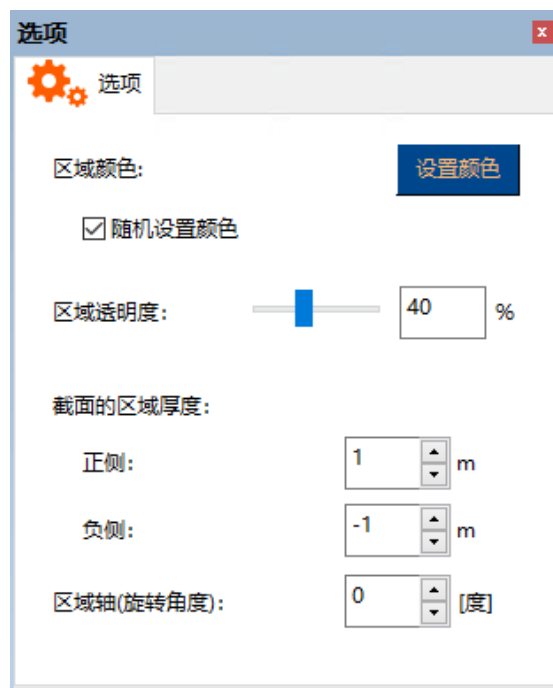 选项
选项
区域颜色: 设置颜色
随机设置颜色
区域透明度: 40 %
截面的区域厚度:
正侧: 1 m
负侧: -1 m
区域轴(旋转角度): 0 [度]